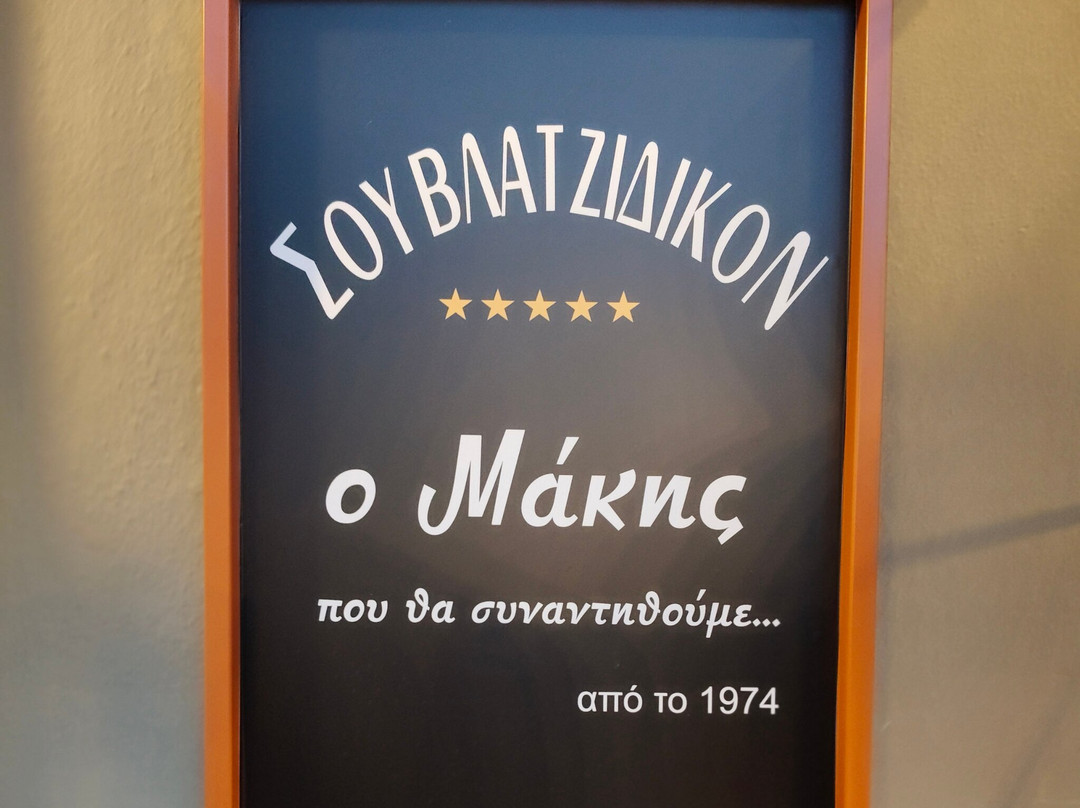 ΣΟΥΒΛΑΤΖΙΔΙΚΟΝ
ο Μάκης
που θα συναντηθούμε...
από το 1974